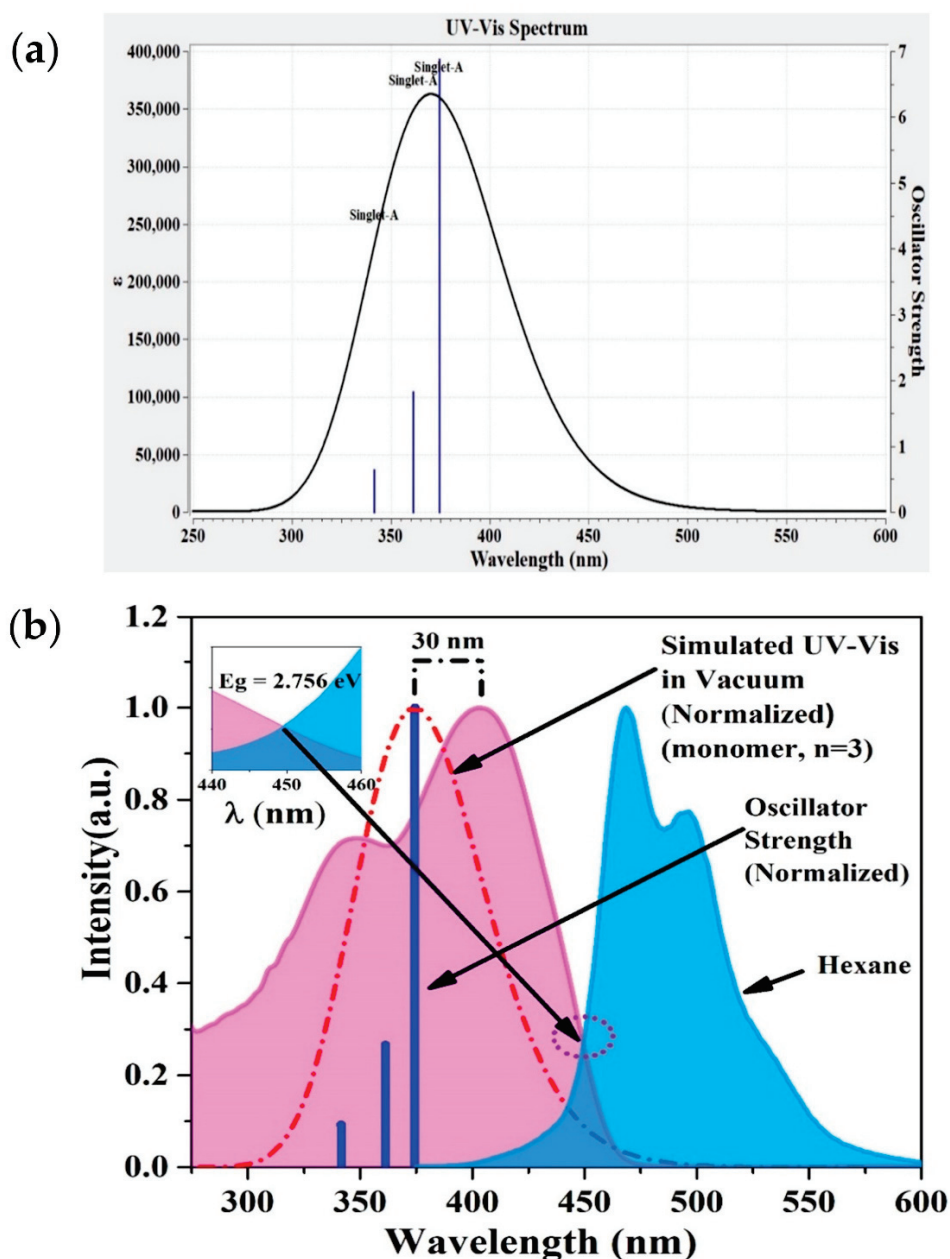 (a)
UV-Vis Spectrum
400,000
350,000
300,000
250,000
200,000
150,000
100,000
50,000
0
ε
Singlet-A
Singlet-A
Singlet-A
7
6
5
4
3
2
1
0
Oscillator Strength
250
300
350
400
450
500
550
600
Wavelength (nm)
(b)
1.2
1.0
0.8
0.6
0.4
0.2
0.0
Intensity(a.u.)
Eg = 2.756 eV
440
450
460
λ (nm)
30 nm
Simulated UV-Vis
in Vacuum
(Normalized)
(monomer, n=3)
Oscillator
Strength
(Normalized)
Hexane
300
350
400
450
500
550
600
Wavelength (nm)